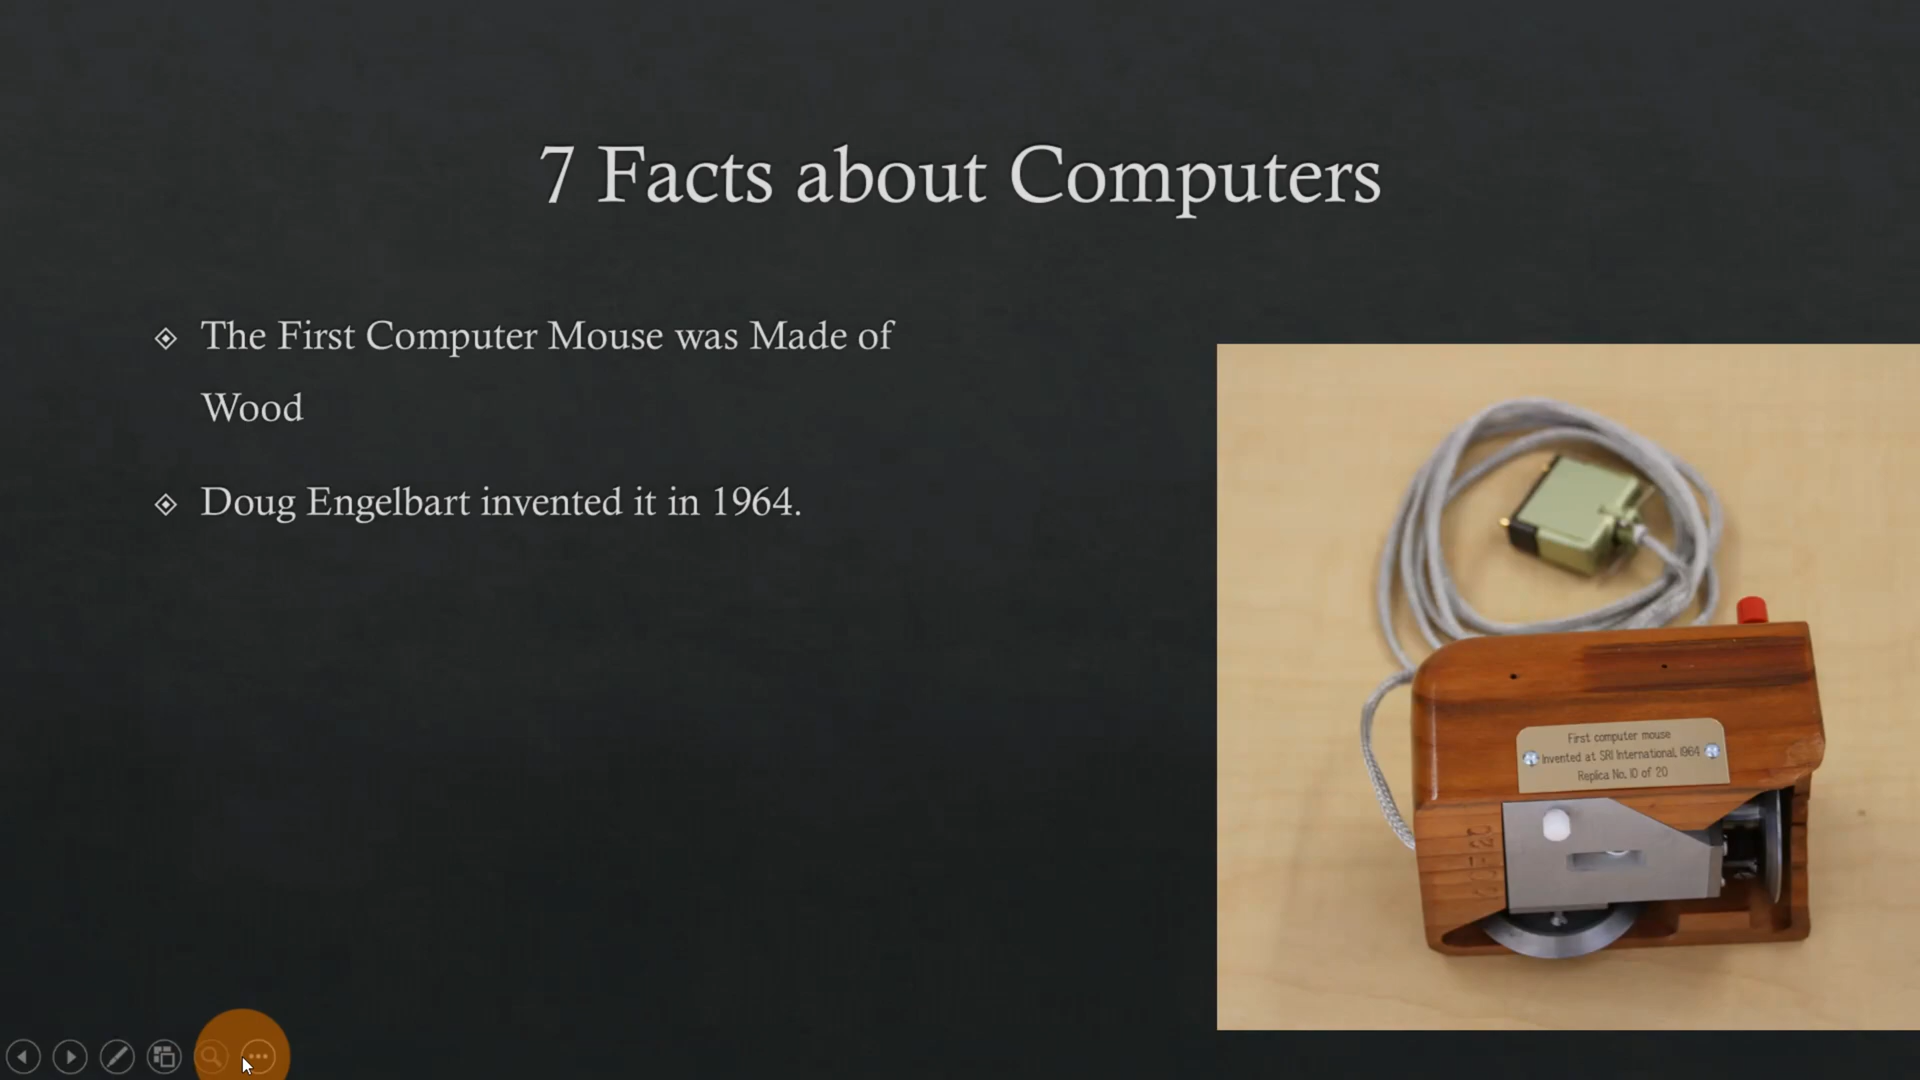 7 Facts about Computers
The First Computer Mouse was Made of
Wood
Doug Engelbart invented it in 1964.
First computer mouse
Invented at SRI International, 1964
Replica No. 10 of 20